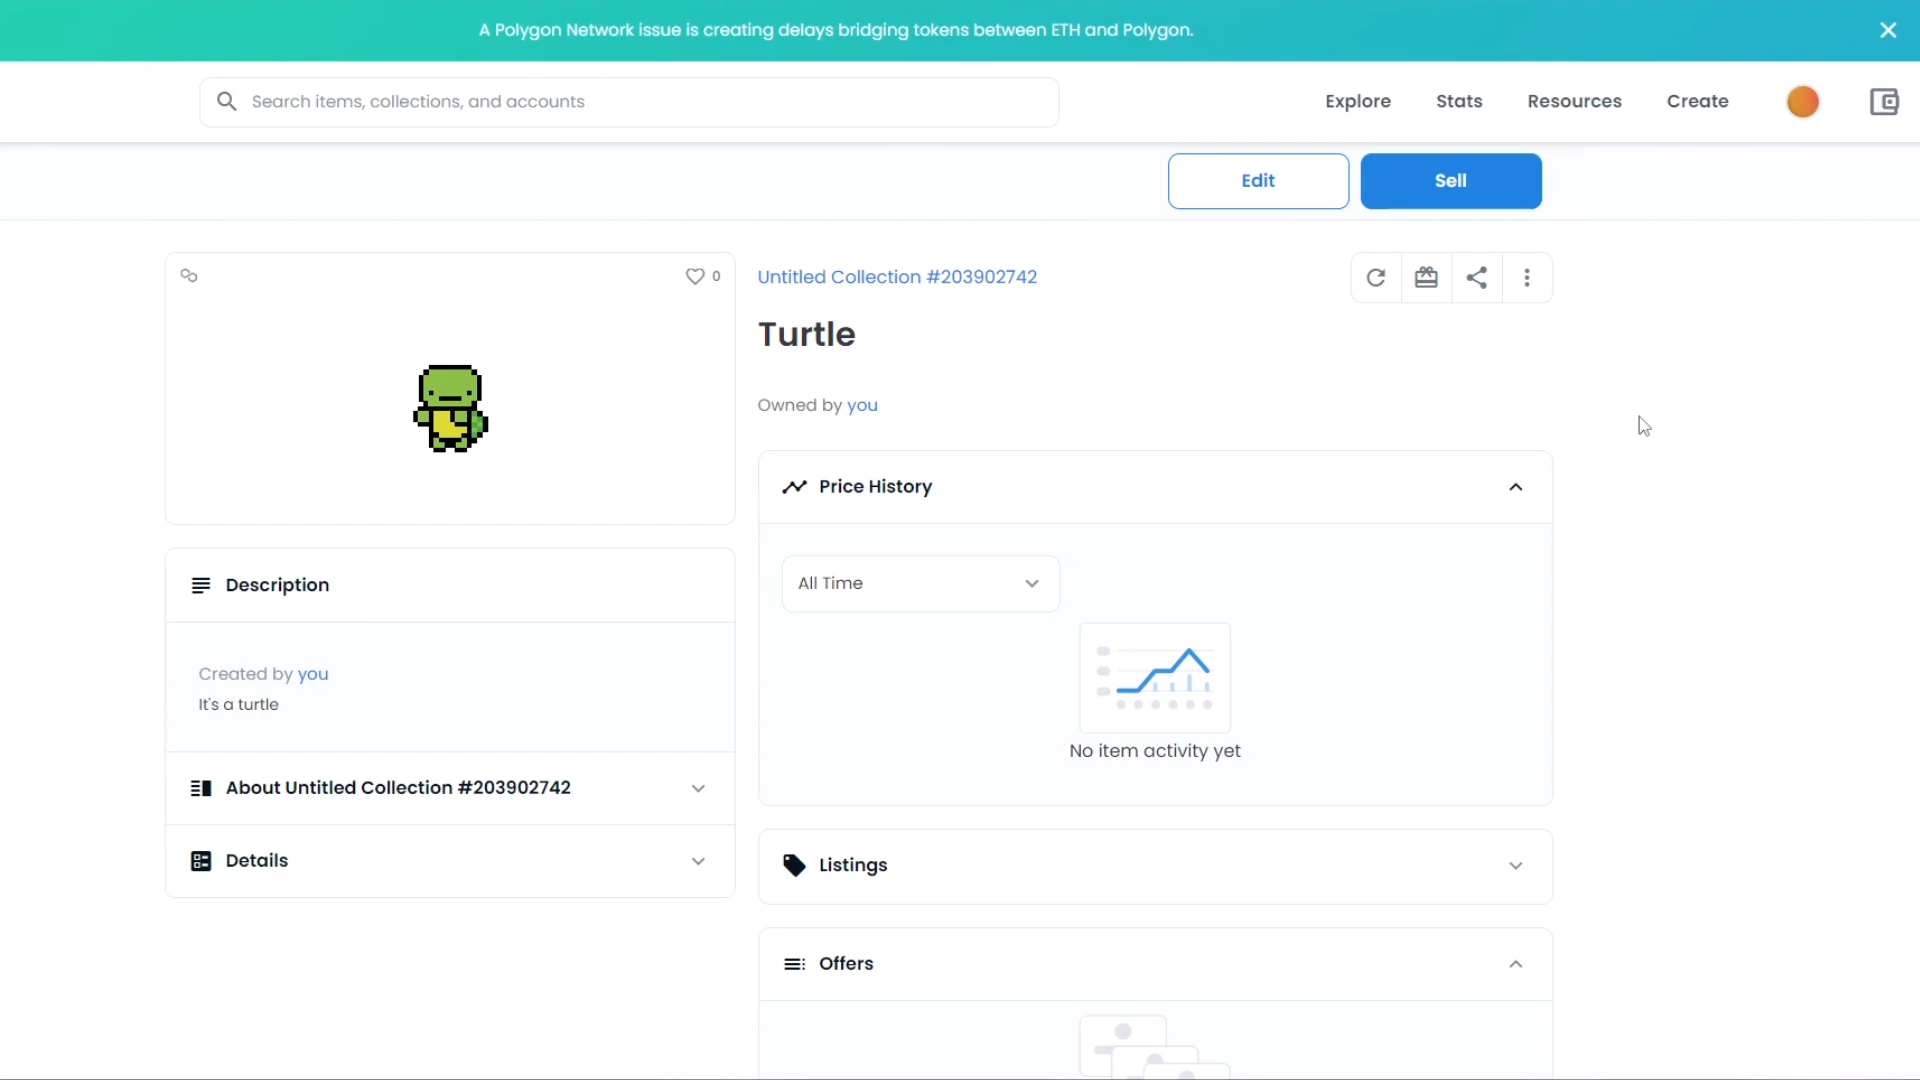 A Polygon Network issue is creating delays bridging tokens between ETH and Polygon.
Search items, collections, and accounts
Explore
Stats
Resources
Create
Edit
Sell
0
Untitled Collection #203902742
Turtle
Owned by you
Price History
All Time
No item activity yet
Description
Created by you
It's a turtle
About Untitled Collection #203902742
Details
Listings
Offers